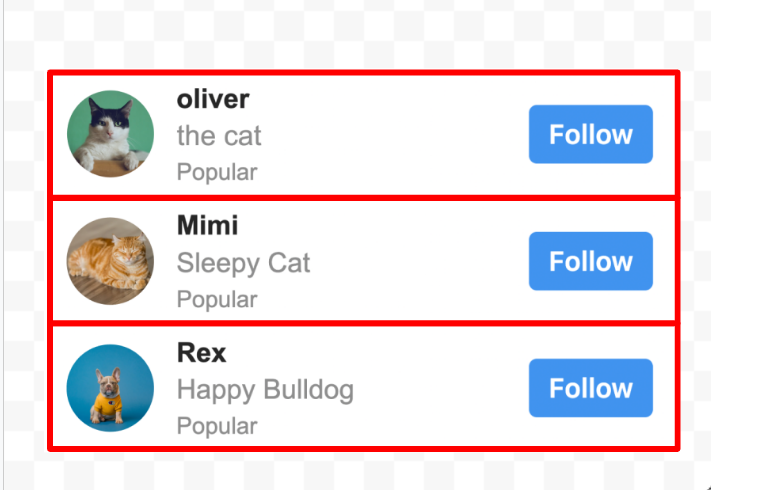 oliver
the cat
Popular
Follow
Mimi
Sleepy Cat
Popular
Follow
Rex
Happy Bulldog
Popular
Follow